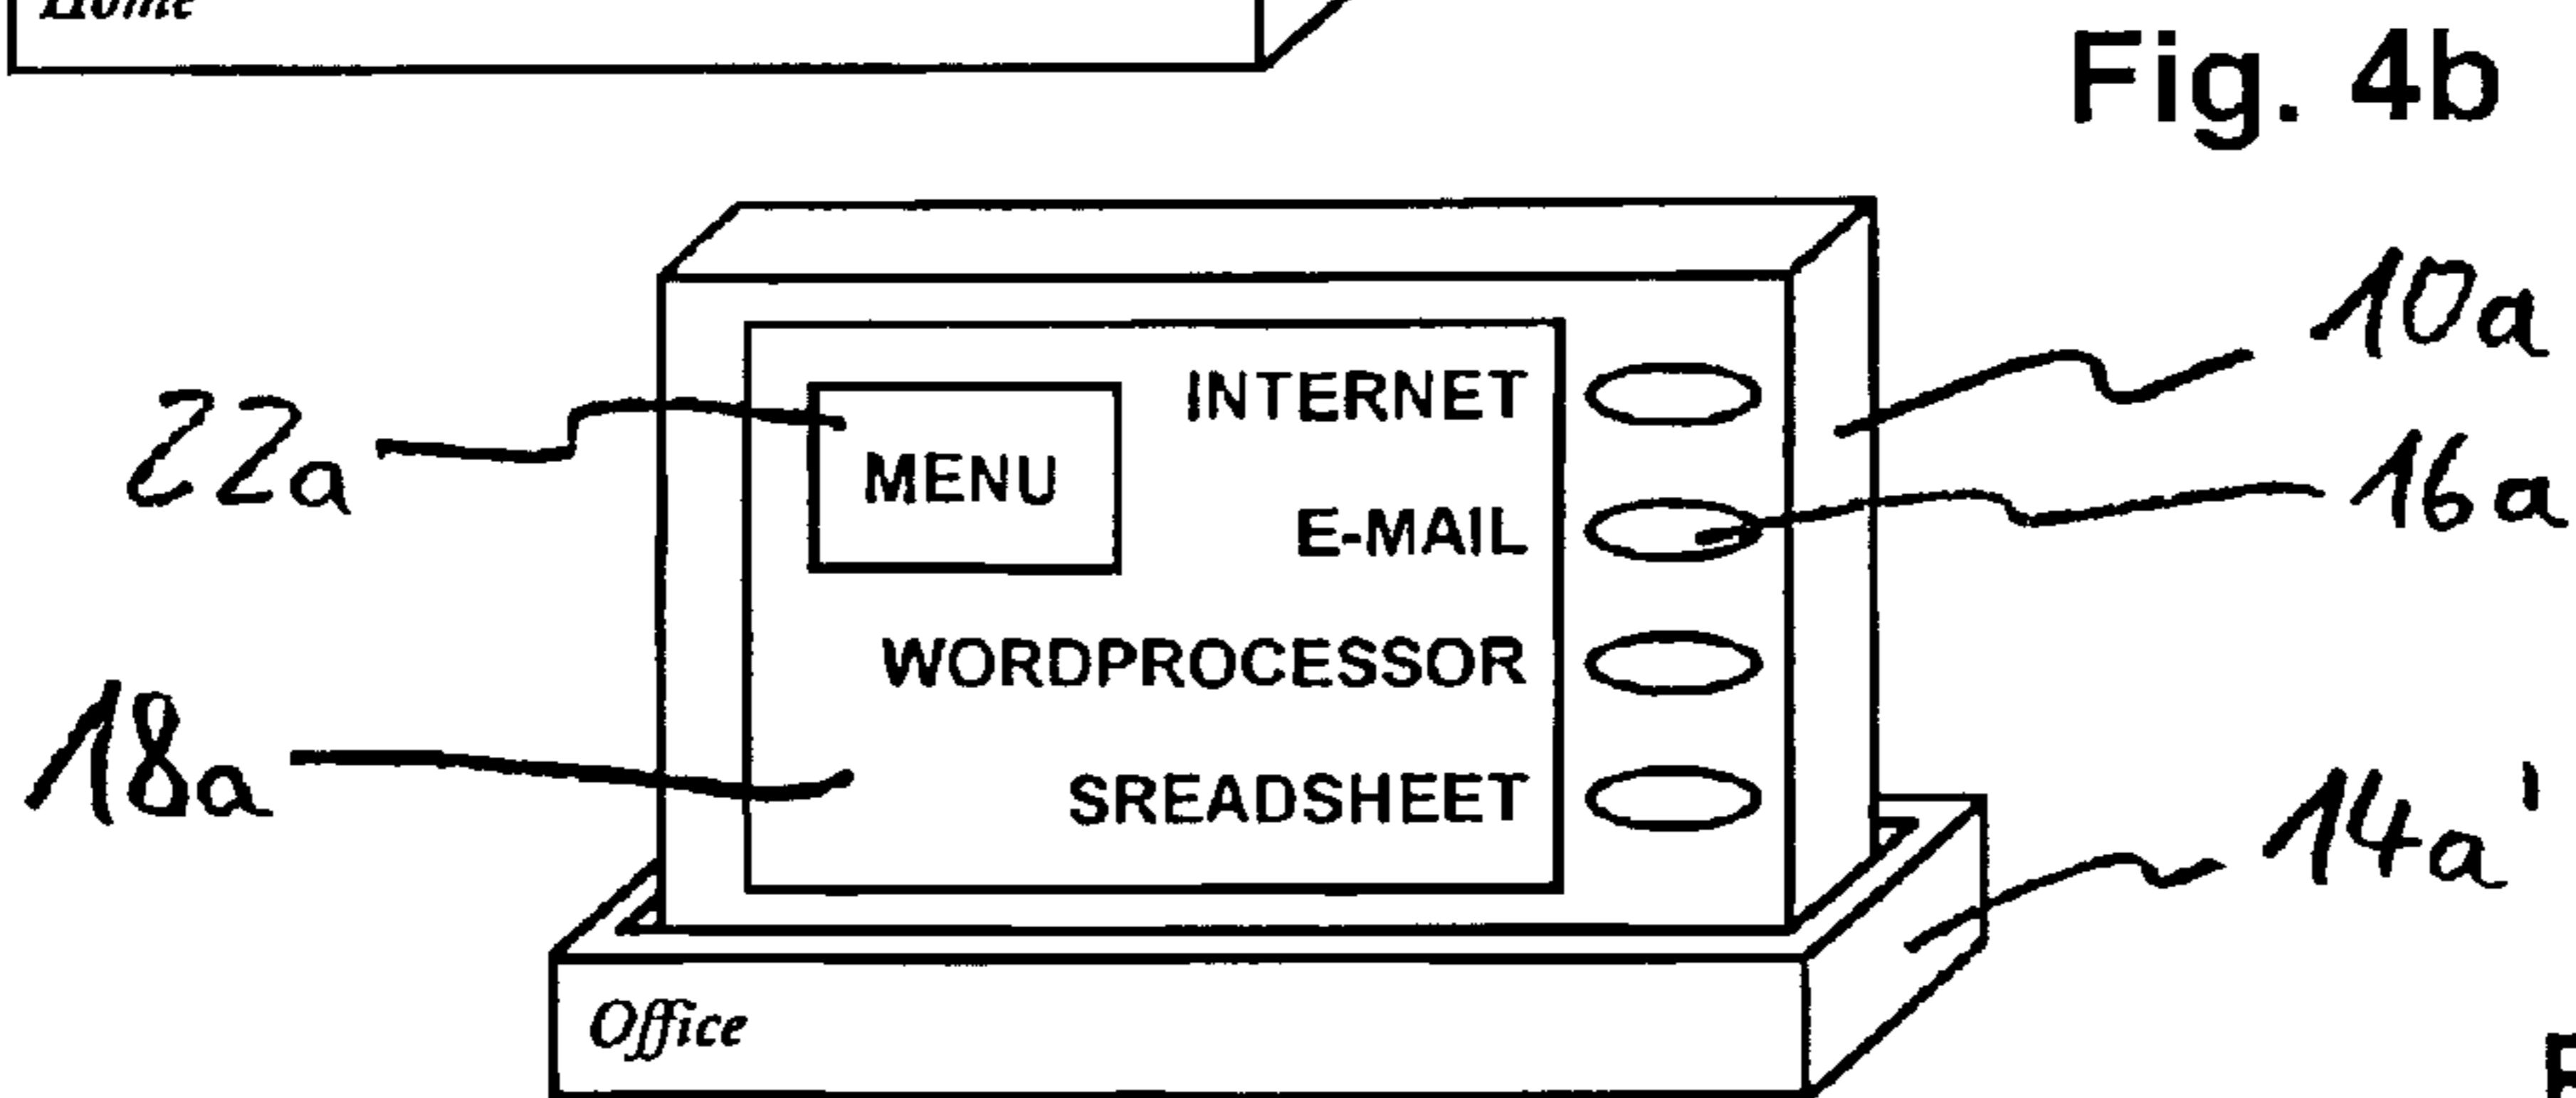 Home
Fig. 4b
10a
INTERNET
22a
MENU
16a
E-MAIL
WORDPROCESSOR
18a
SREADSHEET
14a'
Office